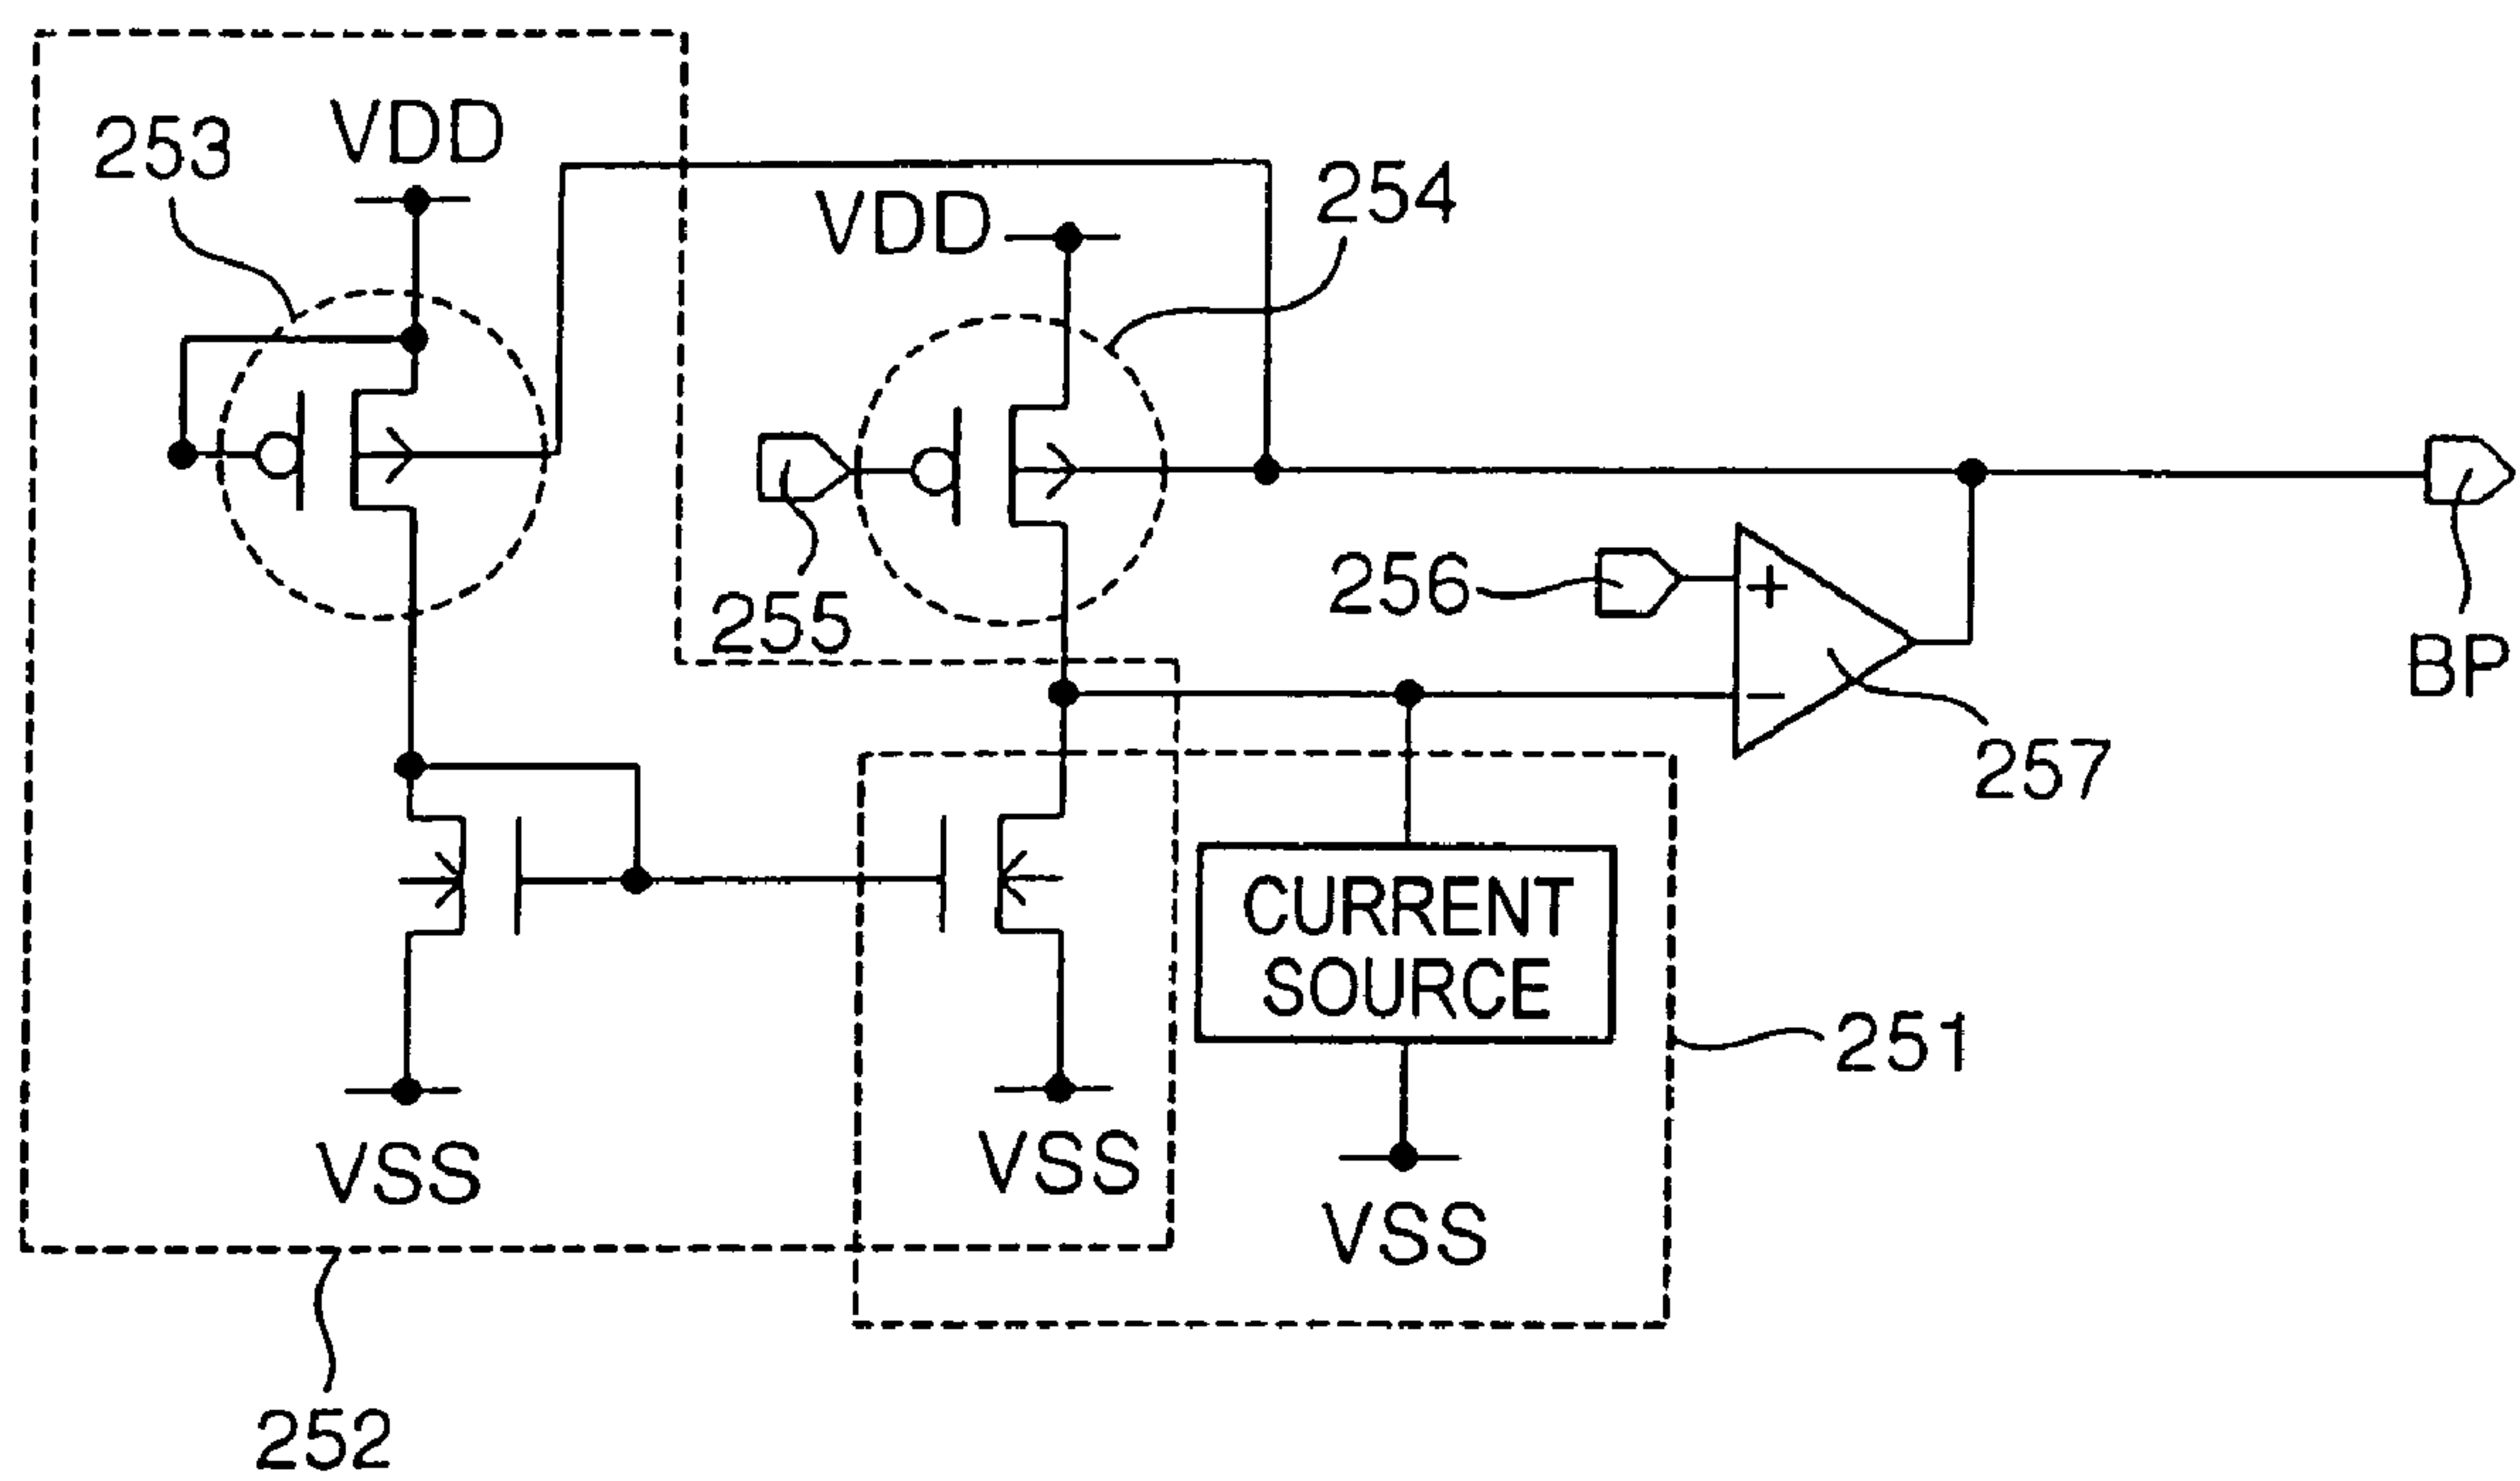 253
VDD
VDD
254
255
256
+
−
BP
257
CURRENT
SOURCE
251
VSS
VSS
VSS
252